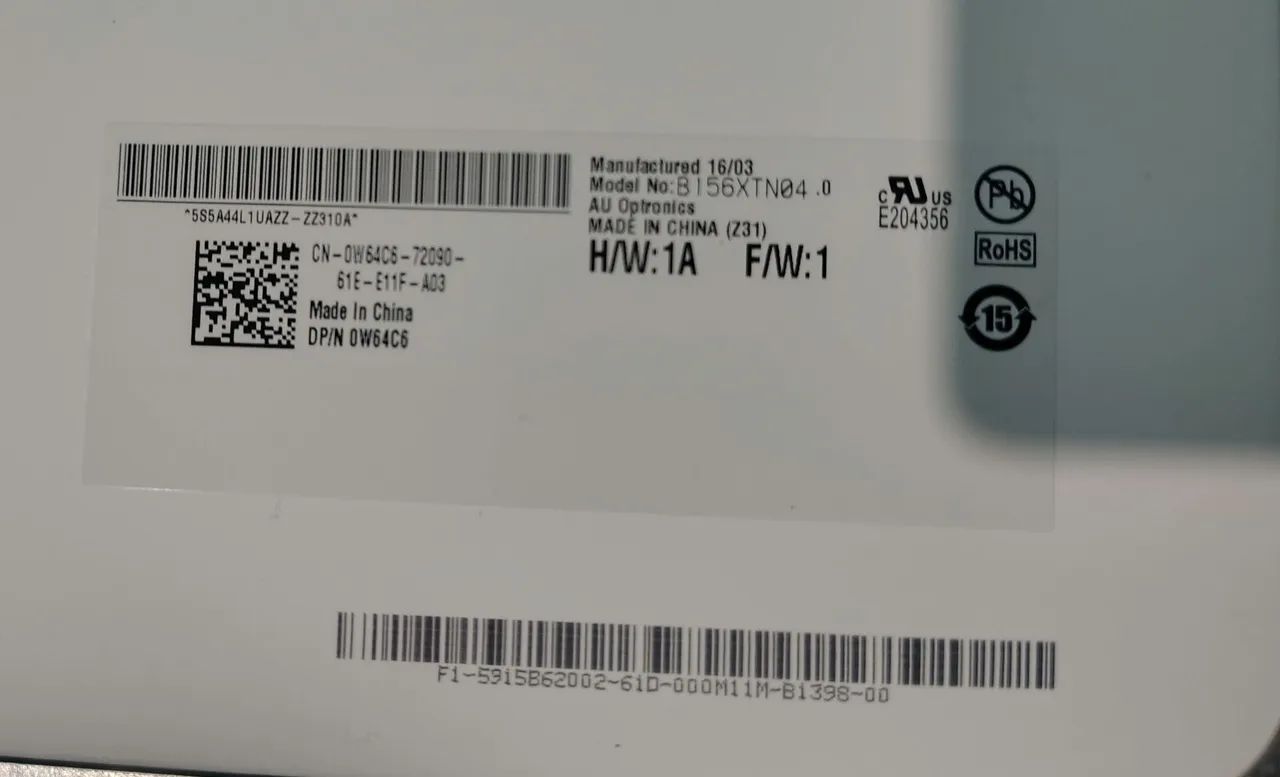 *5S5A44L1UAZZ-ZZ310A*
CN-0W64C6-72090-
61E-E11F-A03
Made In China
DP/N 0W64C6
Manufactured 16/03
Model No:B156XTN04.0
AU Optronics
MADE IN CHINA (Z31)
H/W:1A F/W:1
c RU US
E204356
Pb
RoHS
15
F1-5915B62002-61D-000M11M-B1398-00